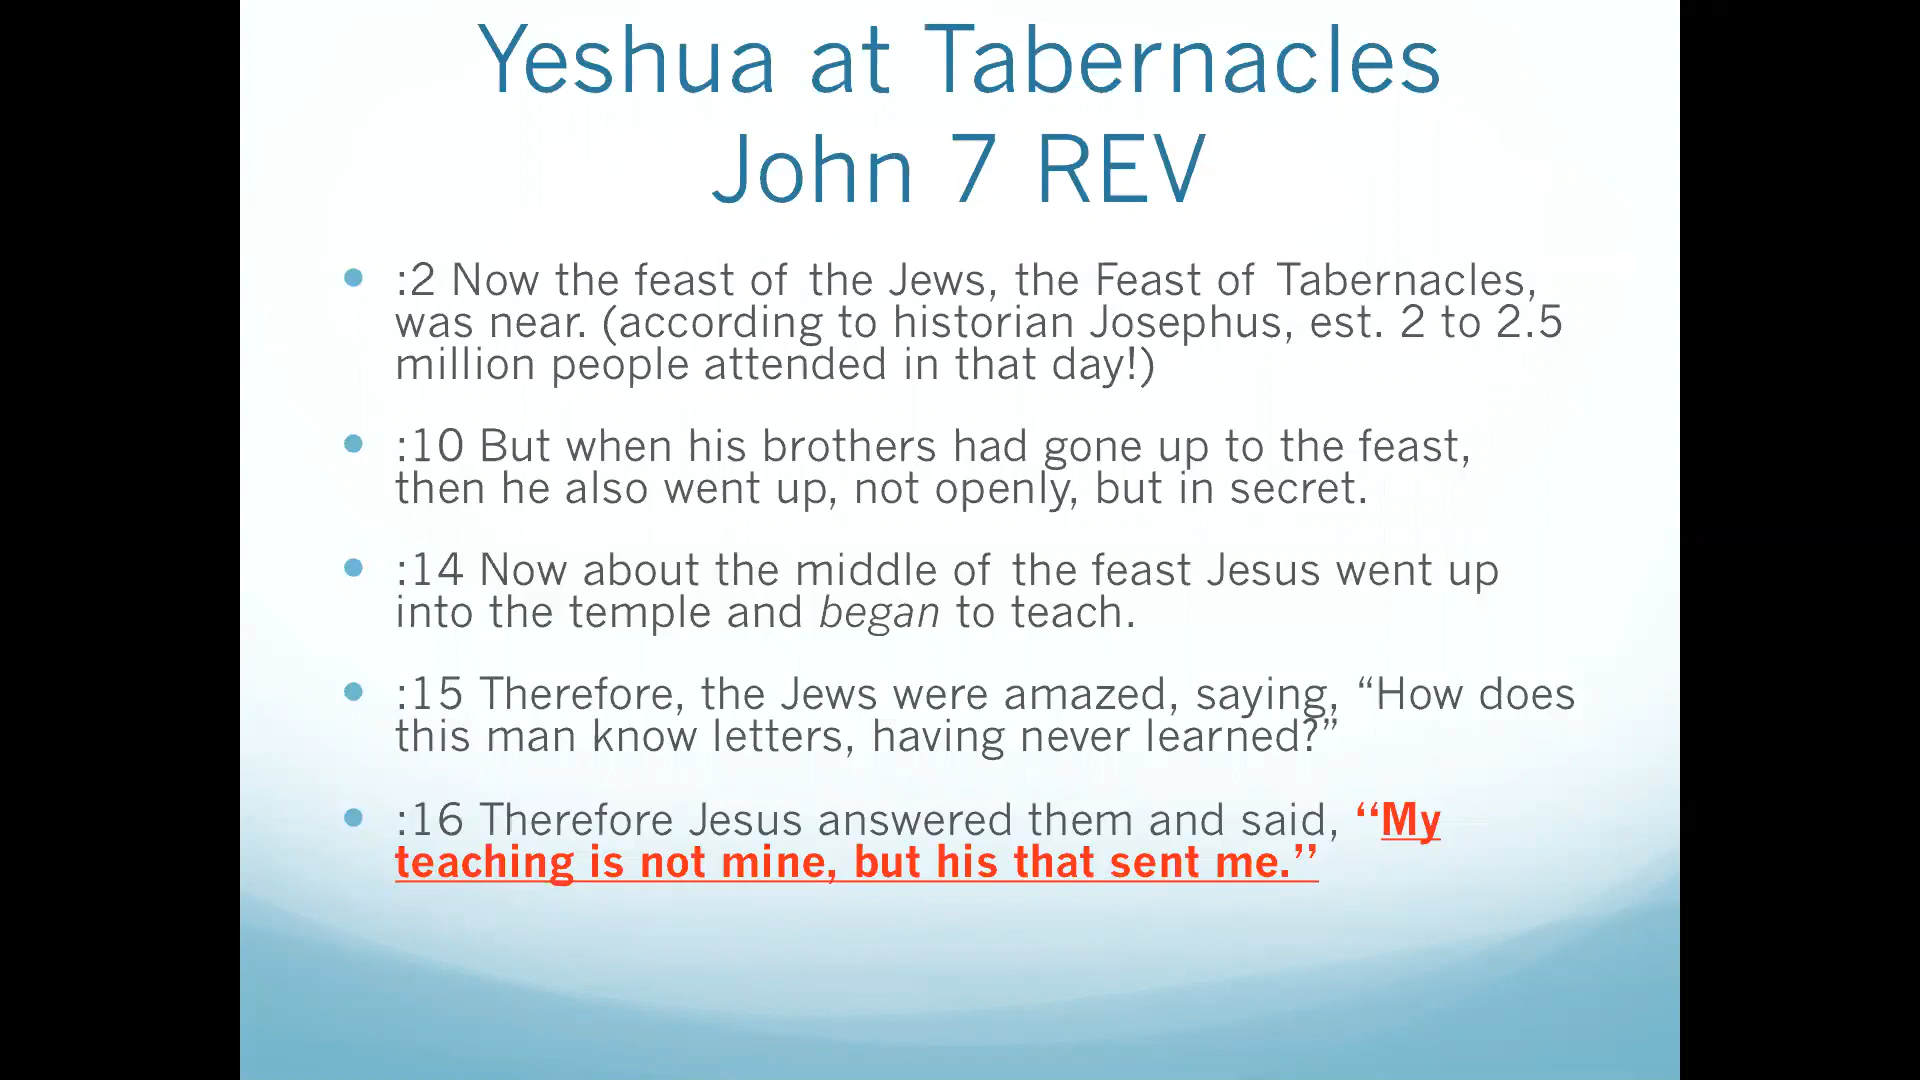 Yeshua at Tabernacles
John 7 REV
• :2 Now the feast of the Jews, the Feast of Tabernacles,
was near. (according to historian Josephus, est. 2 to 2.5
million people attended in that day!)
• :10 But when his brothers had gone up to the feast,
then he also went up, not openly, but in secret.
• :14 Now about the middle of the feast Jesus went up
into the temple and began to teach.
• :15 Therefore, the Jews were amazed, saying, “How does
this man know letters, having never learned?”
• :16 Therefore Jesus answered them and said, “My
teaching is not mine, but his that sent me.”